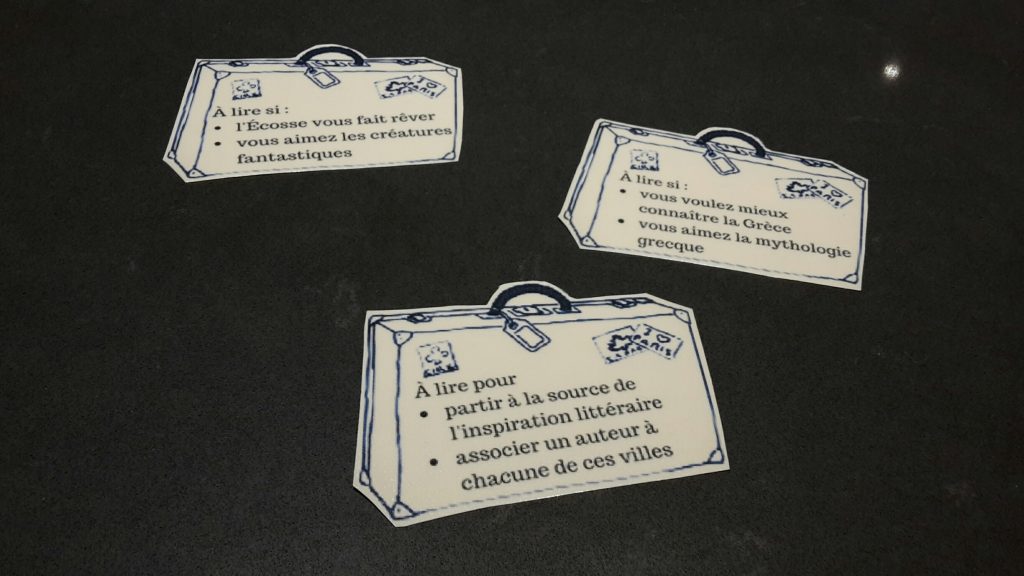 À lire si :
• l'Écosse vous fait rêver
• vous aimez les créatures
fantastiques
À lire si :
• vous voulez mieux
connaître la Grèce
• vous aimez la mythologie
grecque
À lire pour
• partir à la source de
l'inspiration littéraire
• associer un auteur à
chacune de ces villes